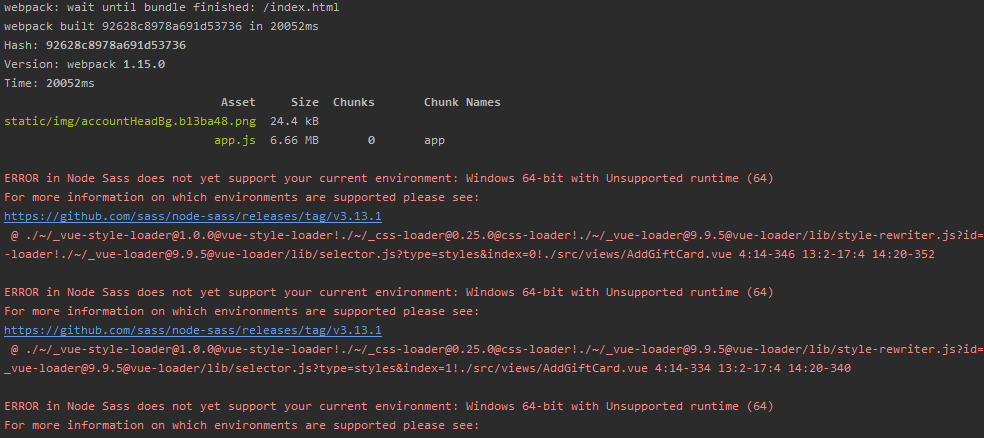 webpack: wait until bundle finished: /index.html
webpack built 92628c8978a691d53736 in 20052ms
Hash: 92628c8978a691d53736
Version: webpack 1.15.0
Time: 20052ms
Asset Size Chunks Chunk Names
static/img/accountHeadBg.b13ba48.png 24.4 kB
app.js 6.66 MB 0 app
ERROR in Node Sass does not yet support your current environment: Windows 64-bit with Unsupported runtime (64)
For more information on which environments are supported please see:
https://github.com/sass/node-sass/releases/tag/v3.13.1
@ ./~/_vue-style-loader@1.0.0@vue-style-loader!./~/_css-loader@0.25.0@css-loader!./~/_vue-loader@9.9.5@vue-loader/lib/style-rewriter.js?id=
-loader!./~/_vue-loader@9.9.5@vue-loader/lib/selector.js?type=styles&index=0!./src/views/AddGiftCard.vue 4:14-346 13:2-17:4 14:20-352
ERROR in Node Sass does not yet support your current environment: Windows 64-bit with Unsupported runtime (64)
For more information on which environments are supported please see:
https://github.com/sass/node-sass/releases/tag/v3.13.1
@ ./~/_vue-style-loader@1.0.0@vue-style-loader!./~/_css-loader@0.25.0@css-loader!./~/_vue-loader@9.9.5@vue-loader/lib/style-rewriter.js?id=
_vue-loader@9.9.5@vue-loader/lib/selector.js?type=styles&index=1!./src/views/AddGiftCard.vue 4:14-334 13:2-17:4 14:20-340
ERROR in Node Sass does not yet support your current environment: Windows 64-bit with Unsupported runtime (64)
For more information on which environments are supported please see: